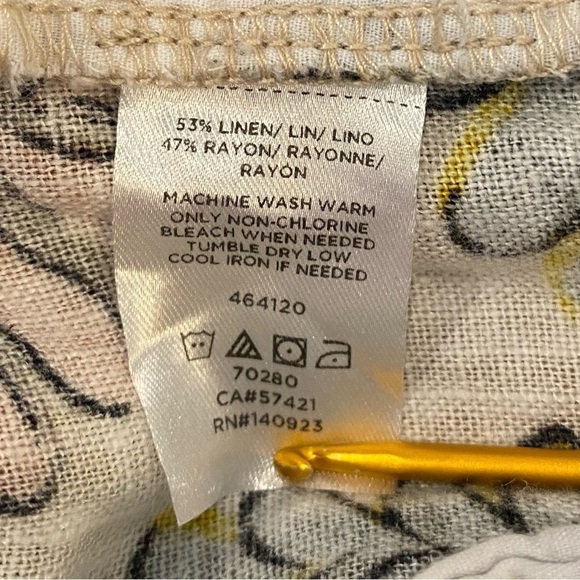 53% LINEN/ LIN/ LINO
47% RAYON/ RAYONNE/
RAYON
MACHINE WASH WARM
ONLY NON-CHLORINE
BLEACH WHEN NEEDED
TUMBLE DRY LOW
COOL IRON IF NEEDED
464120
70280
CA#57421
RN#140923